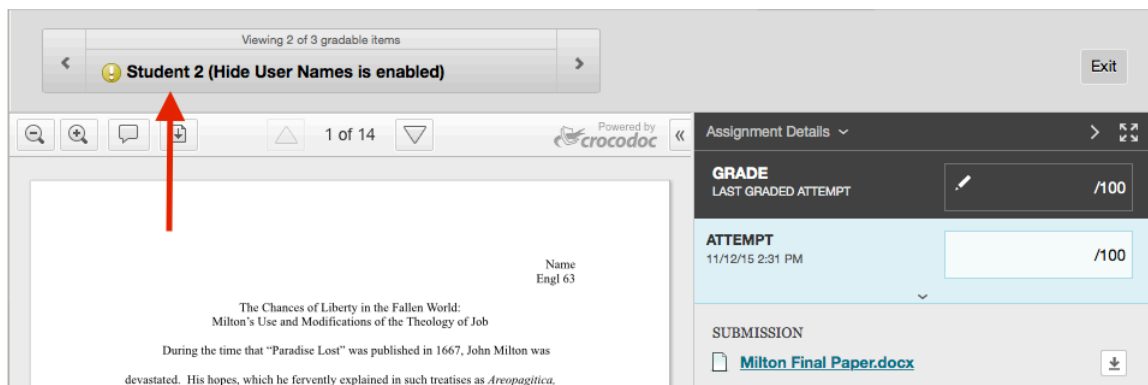 Viewing 2 of 3 gradable items
Student 2 (Hide User Names is enabled)
Exit
1 of 14
Powered by
crocodoc
Assignment Details
GRADE
LAST GRADED ATTEMPT
/100
ATTEMPT
11/12/15 2:31 PM
/100
SUBMISSION
Milton Final Paper.docx
Name
Engl 63
The Chances of Liberty in the Fallen World:
Milton's Use and Modifications of the Theology of Job
During the time that “Paradise Lost” was published in 1667, John Milton was
devastated. His hopes, which he fervently explained in such treatises as Areopagitica,